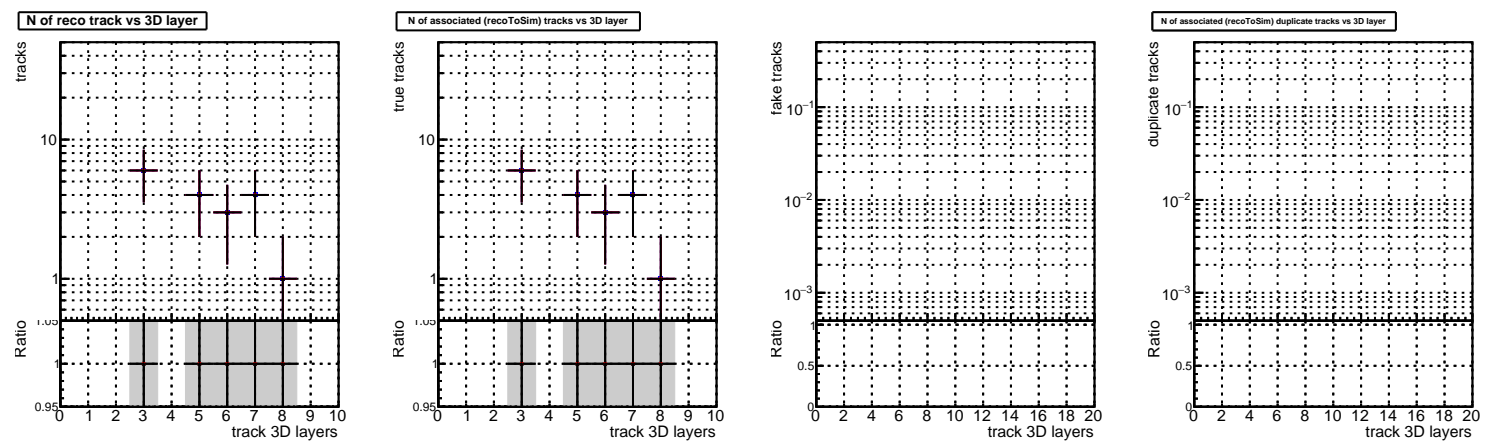 N of reco track vs 3D layer
tracks
10
1
Ratio
1.05
1
0.95
0 1 2 3 4 5 6 7 8 9 10
track 3D layers
N of associated (recoToSim) tracks vs 3D layer
true tracks
10
1
Ratio
1.05
1
0.95
0 1 2 3 4 5 6 7 8 9 10
track 3D layers
fake tracks
10⁻¹
10⁻²
10⁻³
Ratio
1
0.5
0
0 2 4 6 8 10 12 14 16 18 20
track 3D layers
N of associated (recoToSim) duplicate tracks vs 3D layer
duplicate tracks
10⁻¹
10⁻²
10⁻³
Ratio
1
0.5
0
0 2 4 6 8 10 12 14 16 18 20
track 3D layers